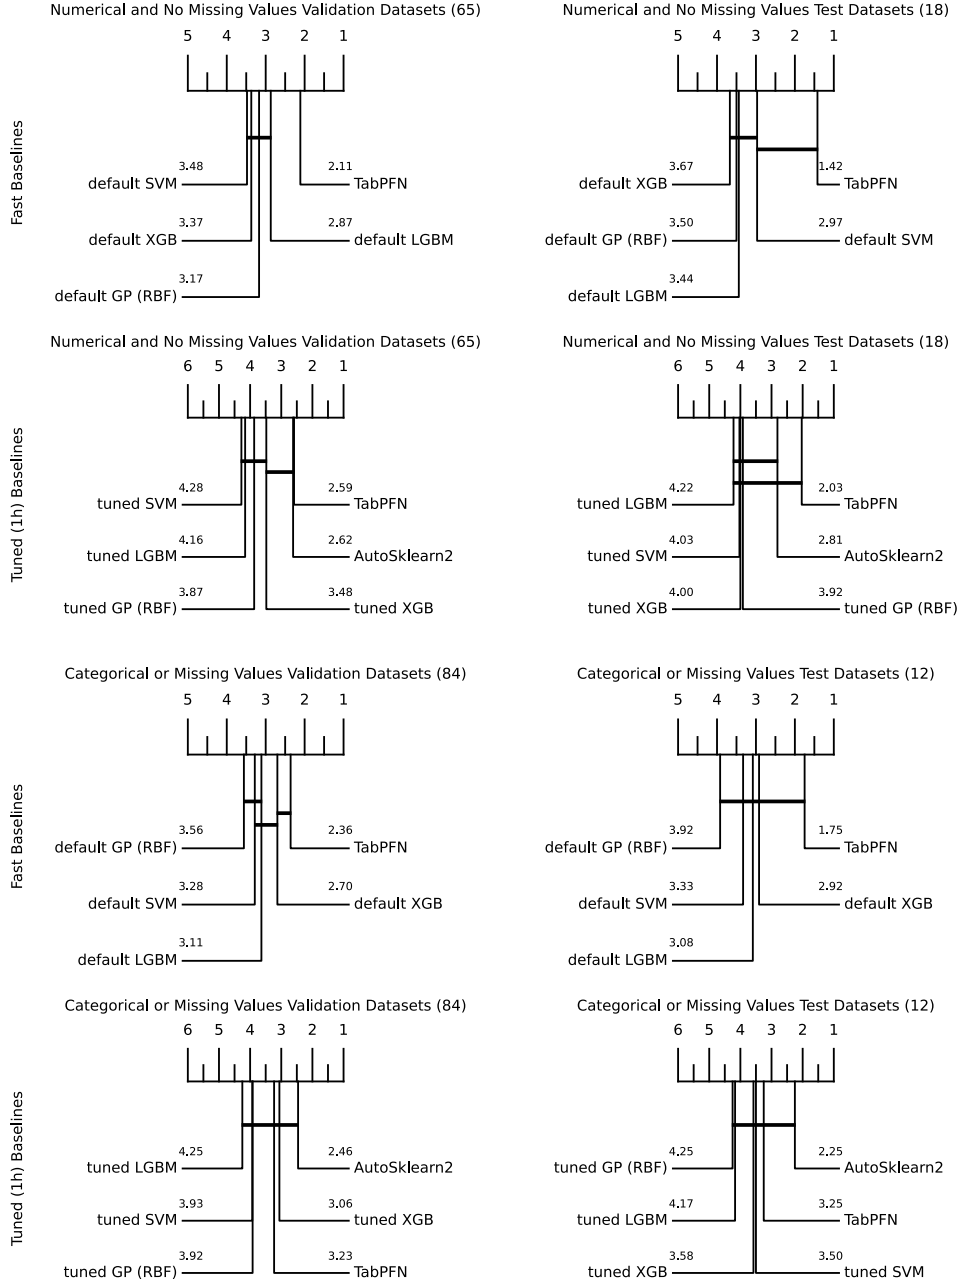 Numerical and No Missing Values Validation Datasets (65)
5 4 3 2 1
Fast Baselines
3.48 2.11
default SVM TabPFN
3.37 2.87
default XGB default LGBM
3.17
default GP (RBF)
Numerical and No Missing Values Test Datasets (18)
5 4 3 2 1
3.67 1.42
default XGB TabPFN
3.50 2.97
default GP (RBF) default SVM
3.44
default LGBM
Numerical and No Missing Values Validation Datasets (65)
6 5 4 3 2 1
Tuned (1h) Baselines
4.28 2.59
tuned SVM TabPFN
4.16 2.62
tuned LGBM AutoSklearn2
3.87 3.48
tuned GP (RBF) tuned XGB
Numerical and No Missing Values Test Datasets (18)
6 5 4 3 2 1
4.22 2.03
tuned LGBM TabPFN
4.03 2.81
tuned SVM AutoSklearn2
4.00 3.92
tuned XGB tuned GP (RBF)
Categorical or Missing Values Validation Datasets (84)
5 4 3 2 1
Fast Baselines
3.56 2.36
default GP (RBF) TabPFN
3.28 2.70
default SVM default XGB
3.11
default LGBM
Categorical or Missing Values Test Datasets (12)
5 4 3 2 1
3.92 1.75
default GP (RBF) TabPFN
3.33 2.92
default SVM default XGB
3.08
default LGBM
Categorical or Missing Values Validation Datasets (84)
6 5 4 3 2 1
Tuned (1h) Baselines
4.25 2.46
tuned LGBM AutoSklearn2
3.93 3.06
tuned SVM tuned XGB
3.92 3.23
tuned GP (RBF) TabPFN
Categorical or Missing Values Test Datasets (12)
6 5 4 3 2 1
4.25 2.25
tuned GP (RBF) AutoSklearn2
4.17 3.25
tuned LGBM TabPFN
3.58 3.50
tuned XGB tuned SVM